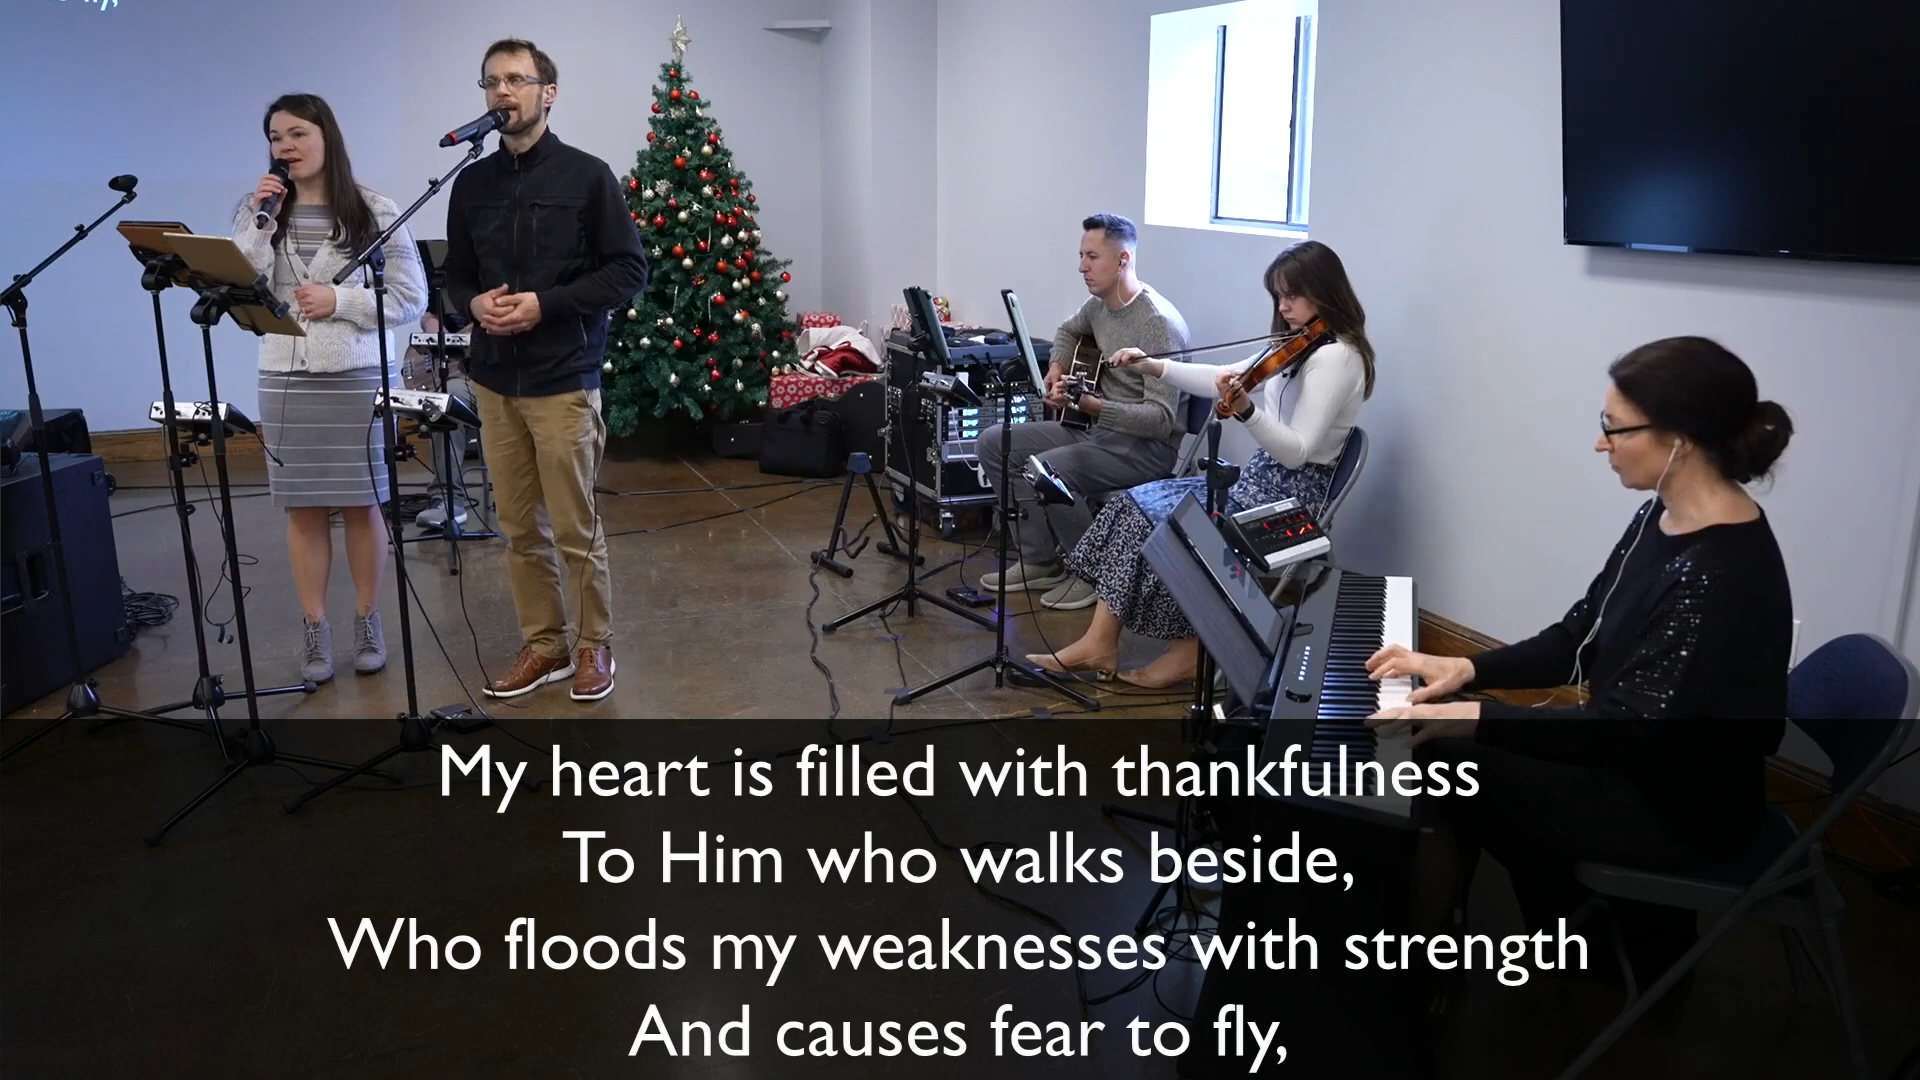 fly,
My heart is filled with thankfulness
To Him who walks beside,
Who floods my weaknesses with strength
And causes fear to fly,